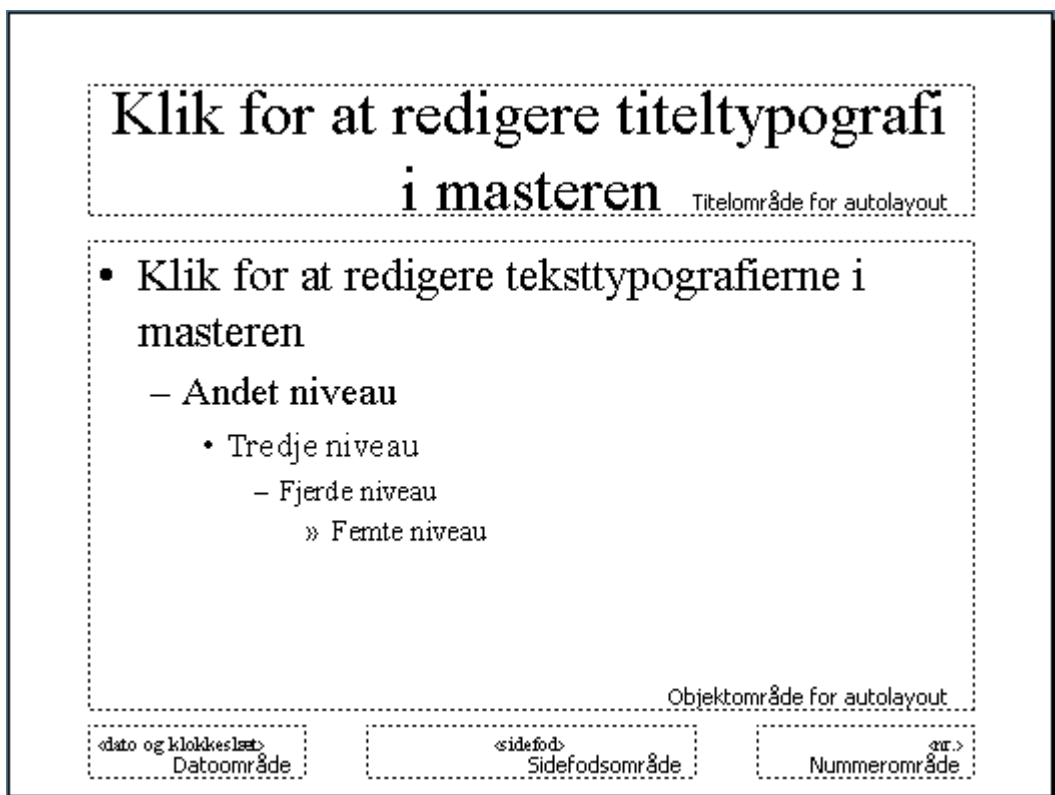 Klik for at redigere titeltypografi
i masteren
Titelområde for autolayout
• Klik for at redigere teksttypografierne i
masteren
– Andet niveau
• Tredje niveau
– Fjerde niveau
» Femte niveau
Objektområde for autolayout
<dato og klokkeslæt>
Datoområde
<sidefod>
Sidefodsområde
<nr.>
Nummerområde